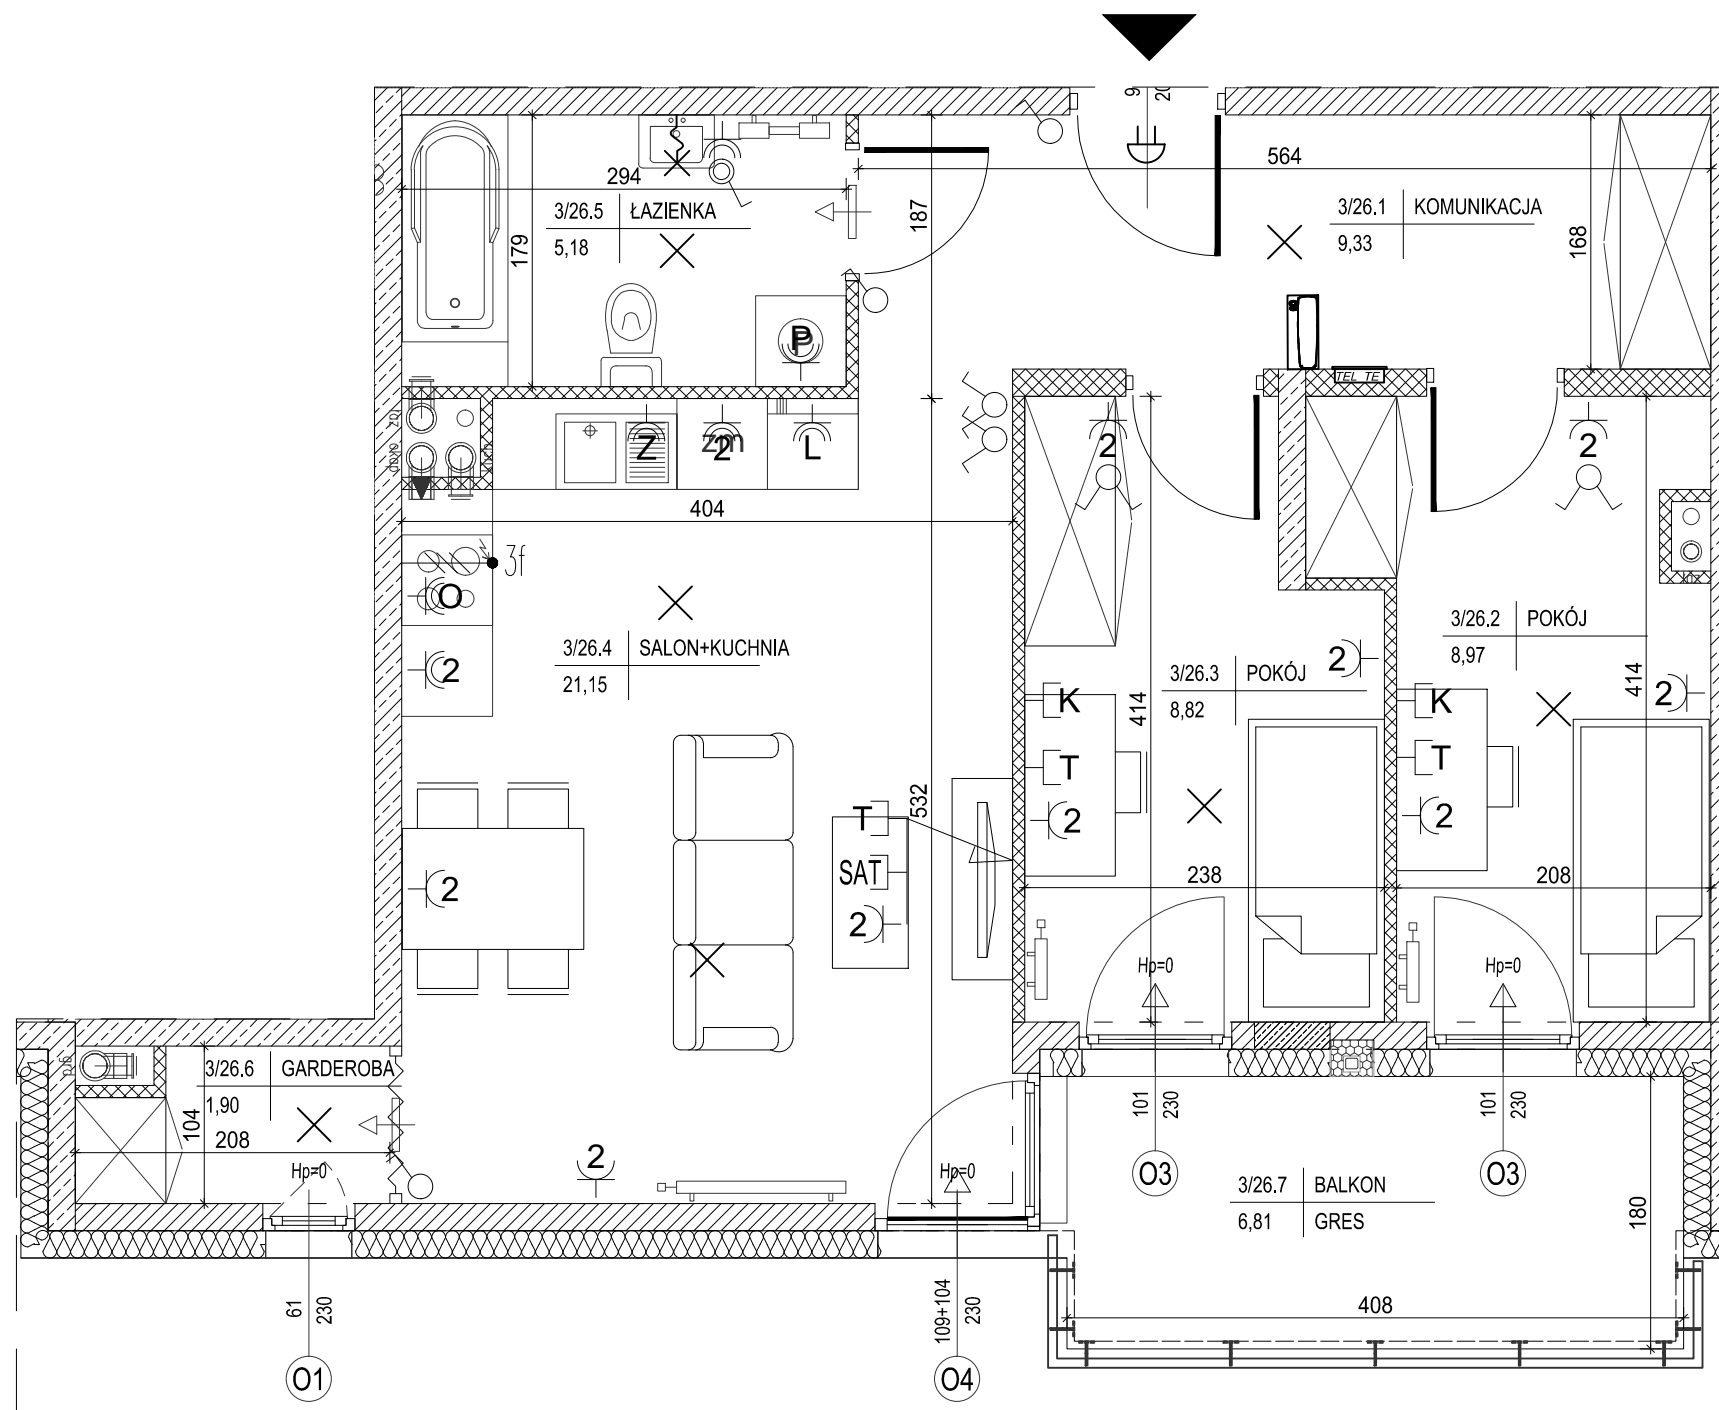 9
20
564
294
3/26.5 ŁAZIENKA
5,18
187
179
3/26.1 KOMUNIKACJA
9,33
168
P
P
TEL TE
Z
2
zm
L
2
2
404
3f
O
3/26.4 SALON+KUCHNIA
21,15
2
3/26.2 POKÓJ
8,97
2
3/26.3 POKÓJ
8,82
414
414
2
K
K
T
T
2
2
T
532
SAT
2
2
238
208
Hp=0
Hp=0
3/26.6 GARDEROBA
1,90
104
208
Hp=0
2
Hp=0
101
230
101
230
O3
O3
3/26.7 BALKON
6,81 GRES
180
408
61
230
109+104
230
O1
O4